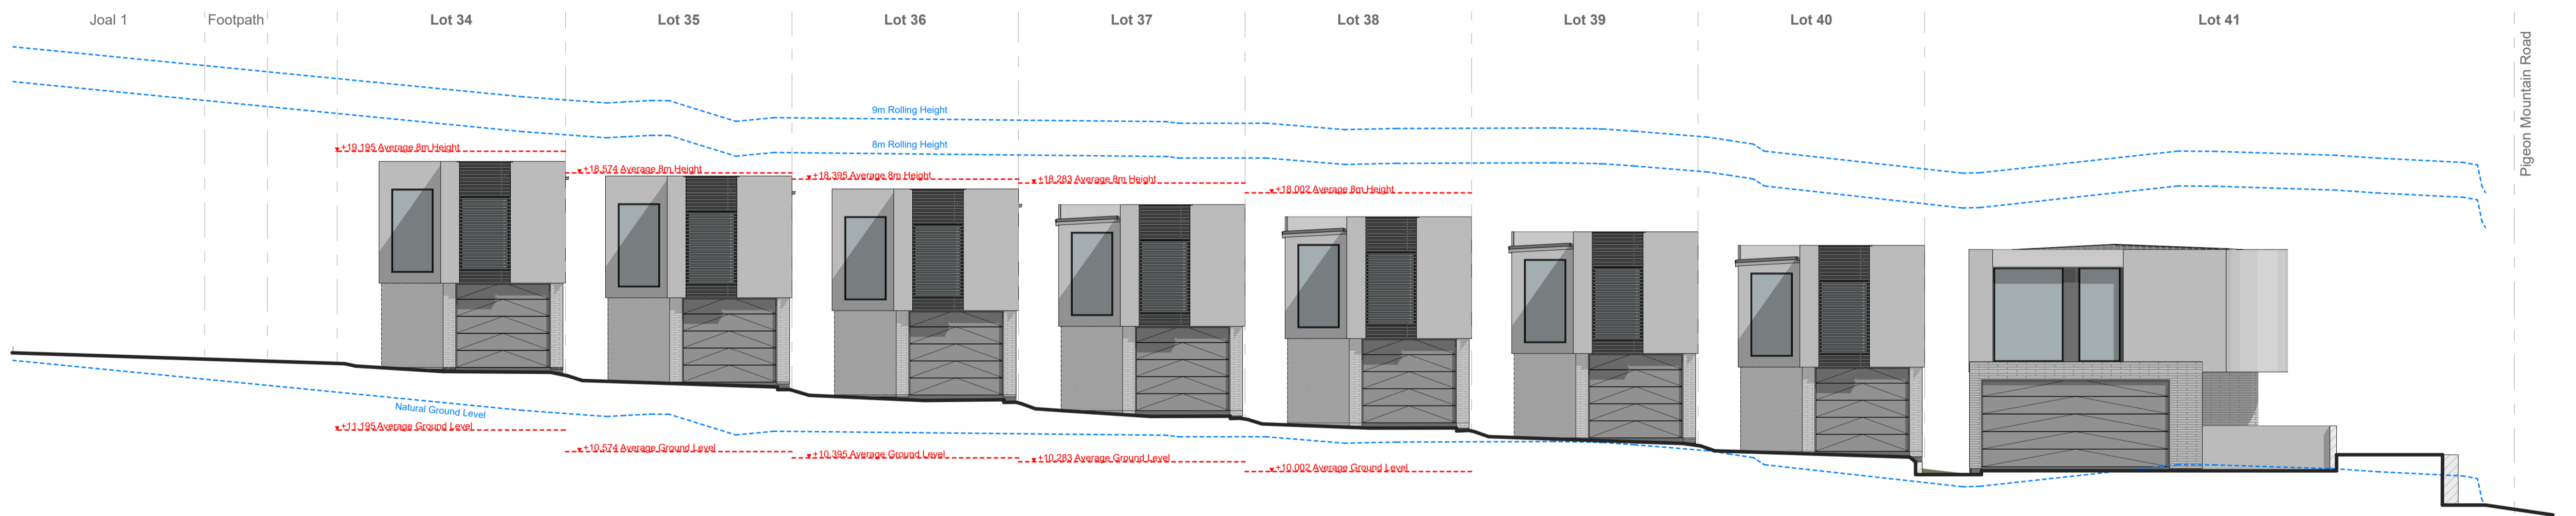 Joal 1
Footpath
Lot 34
Lot 35
Lot 36
Lot 37
Lot 38
Lot 39
Lot 40
Lot 41
Pigeon Mountain Road
9m Rolling Height
8m Rolling Height
+19.195 Average 8m Height
+18.574 Average 8m Height
+18.395 Average 8m Height
+18.283 Average 8m Height
+18.002 Average 8m Height
Natural Ground Level
+11.195 Average Ground Level
+10.574 Average Ground Level
+10.395 Average Ground Level
+10.283 Average Ground Level
+10.002 Average Ground Level